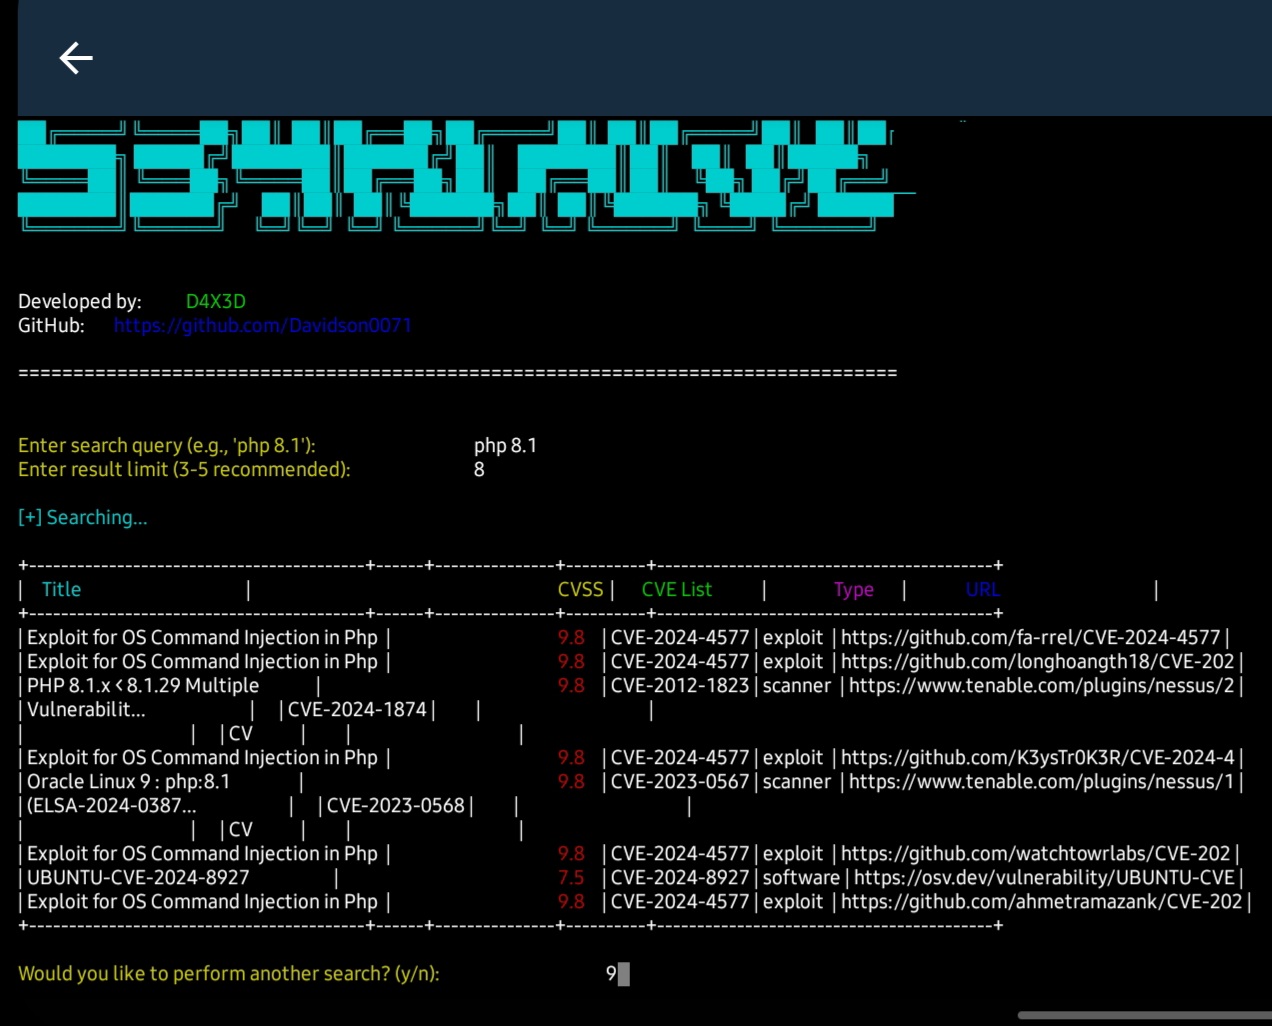 Developed by: D4X3D
GitHub: https://github.com/Davidson0071
================================================================================
Enter search query (e.g., 'php 8.1'): php 8.1
Enter result limit (3-5 recommended): 8
[+] Searching...
+----------------------------------------+------+---------------+----------+----------------------------------------+
| Title | CVSS | CVE List | Type | URL |
+----------------------------------------+------+---------------+----------+----------------------------------------+
| Exploit for OS Command Injection in Php | 9.8 | CVE-2024-4577 | exploit | https://github.com/fa-rrel/CVE-2024-4577 |
| Exploit for OS Command Injection in Php | 9.8 | CVE-2024-4577 | exploit | https://github.com/longhoangth18/CVE-202 |
| PHP 8.1.x < 8.1.29 Multiple | 9.8 | CVE-2012-1823 | scanner | https://www.tenable.com/plugins/nessus/2 |
| Vulnerabilit... | | CVE-2024-1874 | | |
| | | CV | | |
| Exploit for OS Command Injection in Php | 9.8 | CVE-2024-4577 | exploit | https://github.com/K3ysTr0K3R/CVE-2024-4 |
| Oracle Linux 9 : php:8.1 | 9.8 | CVE-2023-0567 | scanner | https://www.tenable.com/plugins/nessus/1 |
| (ELSA-2024-0387... | | CVE-2023-0568 | | |
| | | CV | | |
| Exploit for OS Command Injection in Php | 9.8 | CVE-2024-4577 | exploit | https://github.com/watchtowrlabs/CVE-202 |
| UBUNTU-CVE-2024-8927 | 7.5 | CVE-2024-8927 | software | https://osv.dev/vulnerability/UBUNTU-CVE |
| Exploit for OS Command Injection in Php | 9.8 | CVE-2024-4577 | exploit | https://github.com/ahmetramazank/CVE-202 |
+----------------------------------------+------+---------------+----------+----------------------------------------+
Would you like to perform another search? (y/n): 9